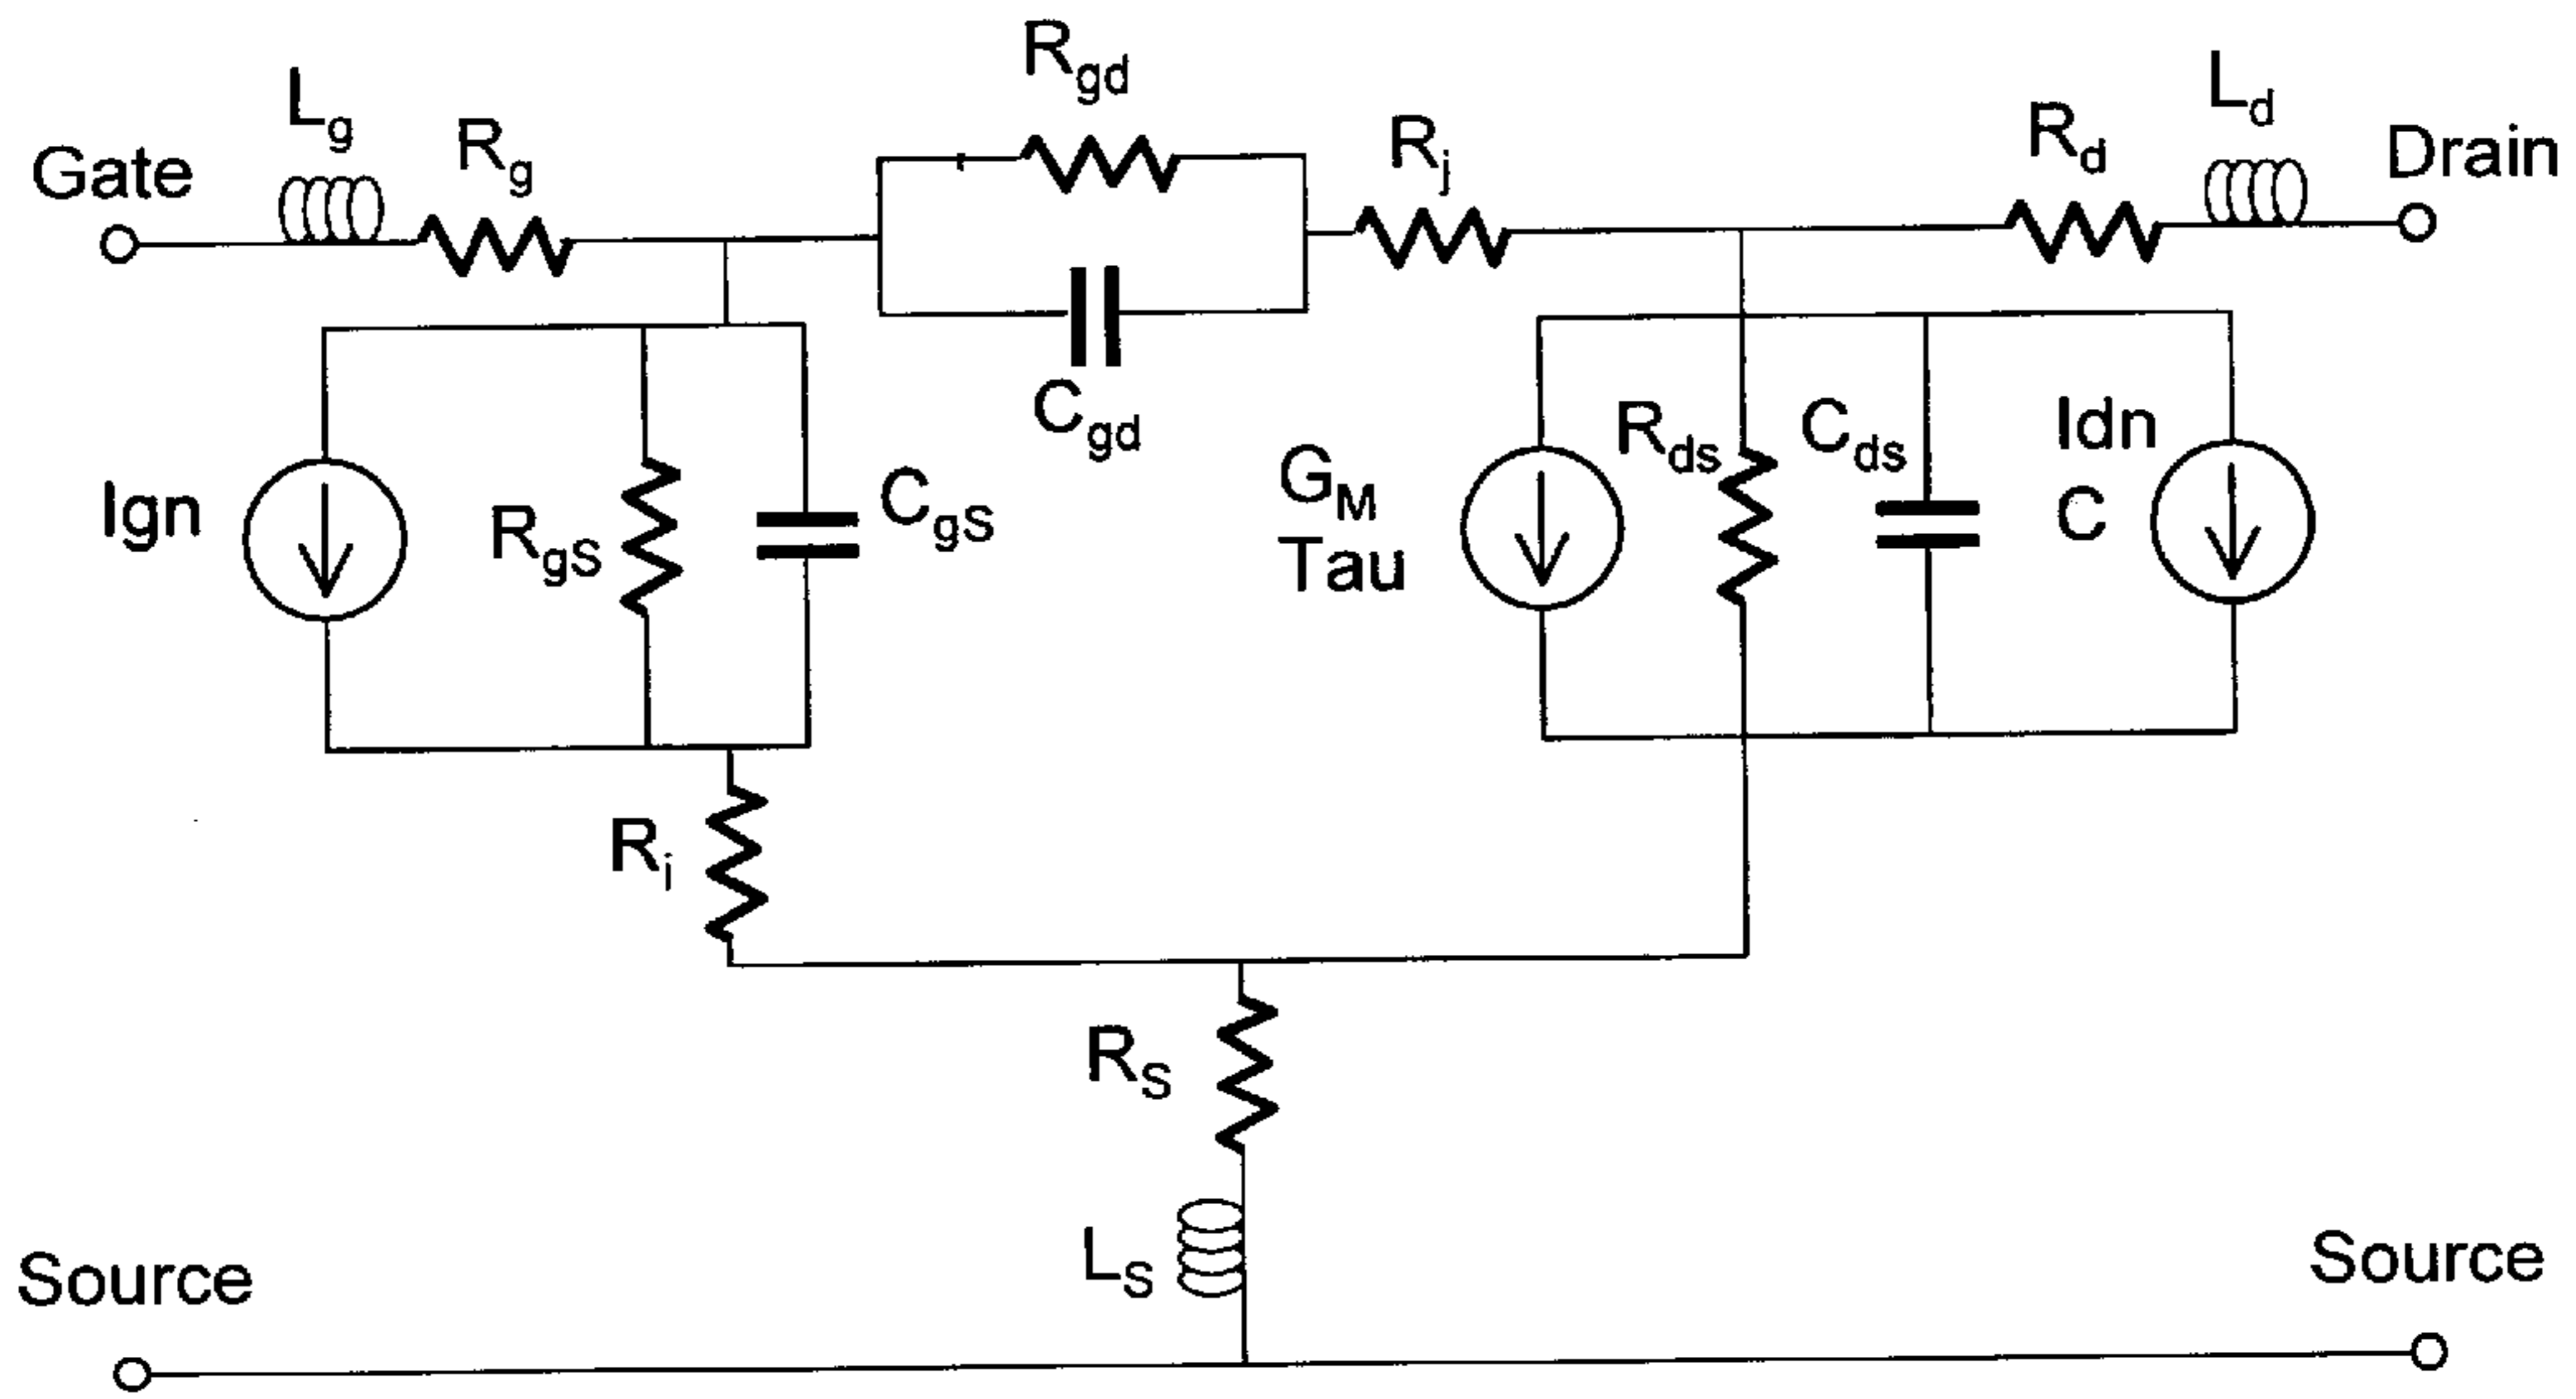 Gate
Lg
Rg
Rgd
Cgd
Rj
Rd
Ld
Drain
Ign
RgS
CgS
GM
Tau
Rds
Cds
Idn
C
Ri
RS
LS
Source
Source